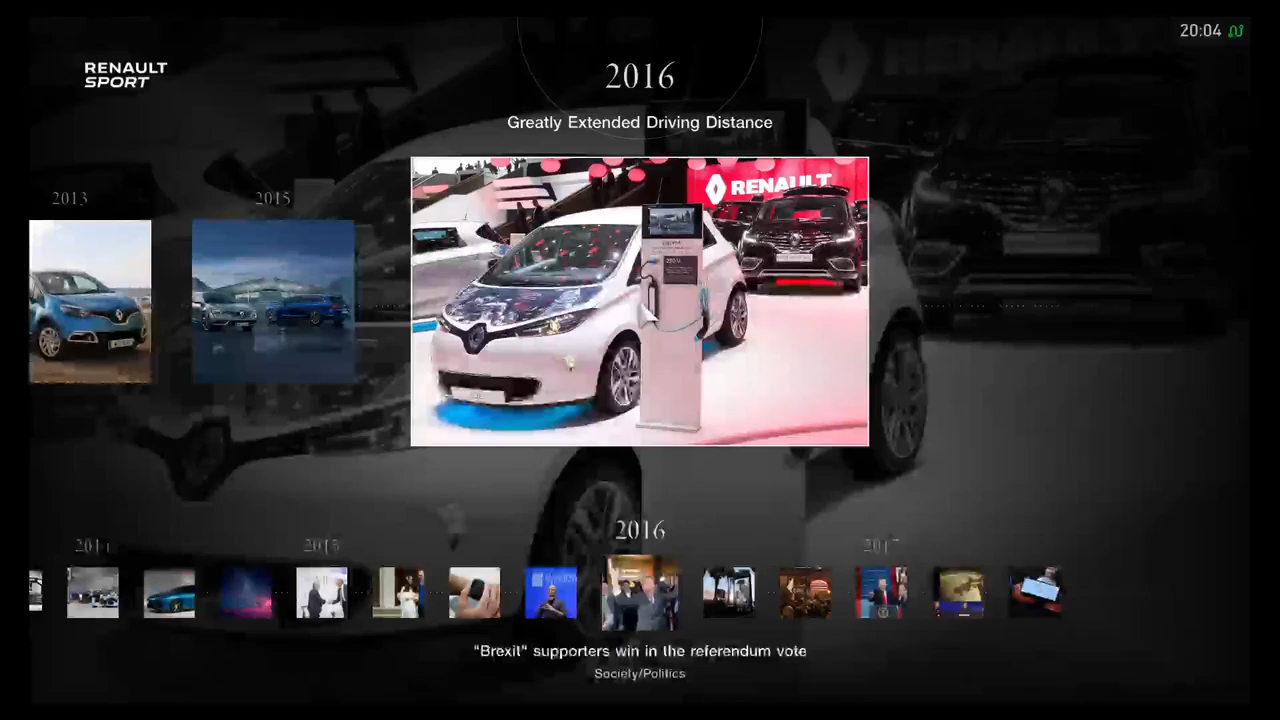 20:04
RENAULT
SPORT
2016
Greatly Extended Driving Distance
2013
2015
RENAULT
2016
2015
2017
"Brexit" supporters win in the referendum vote
Society/Politics